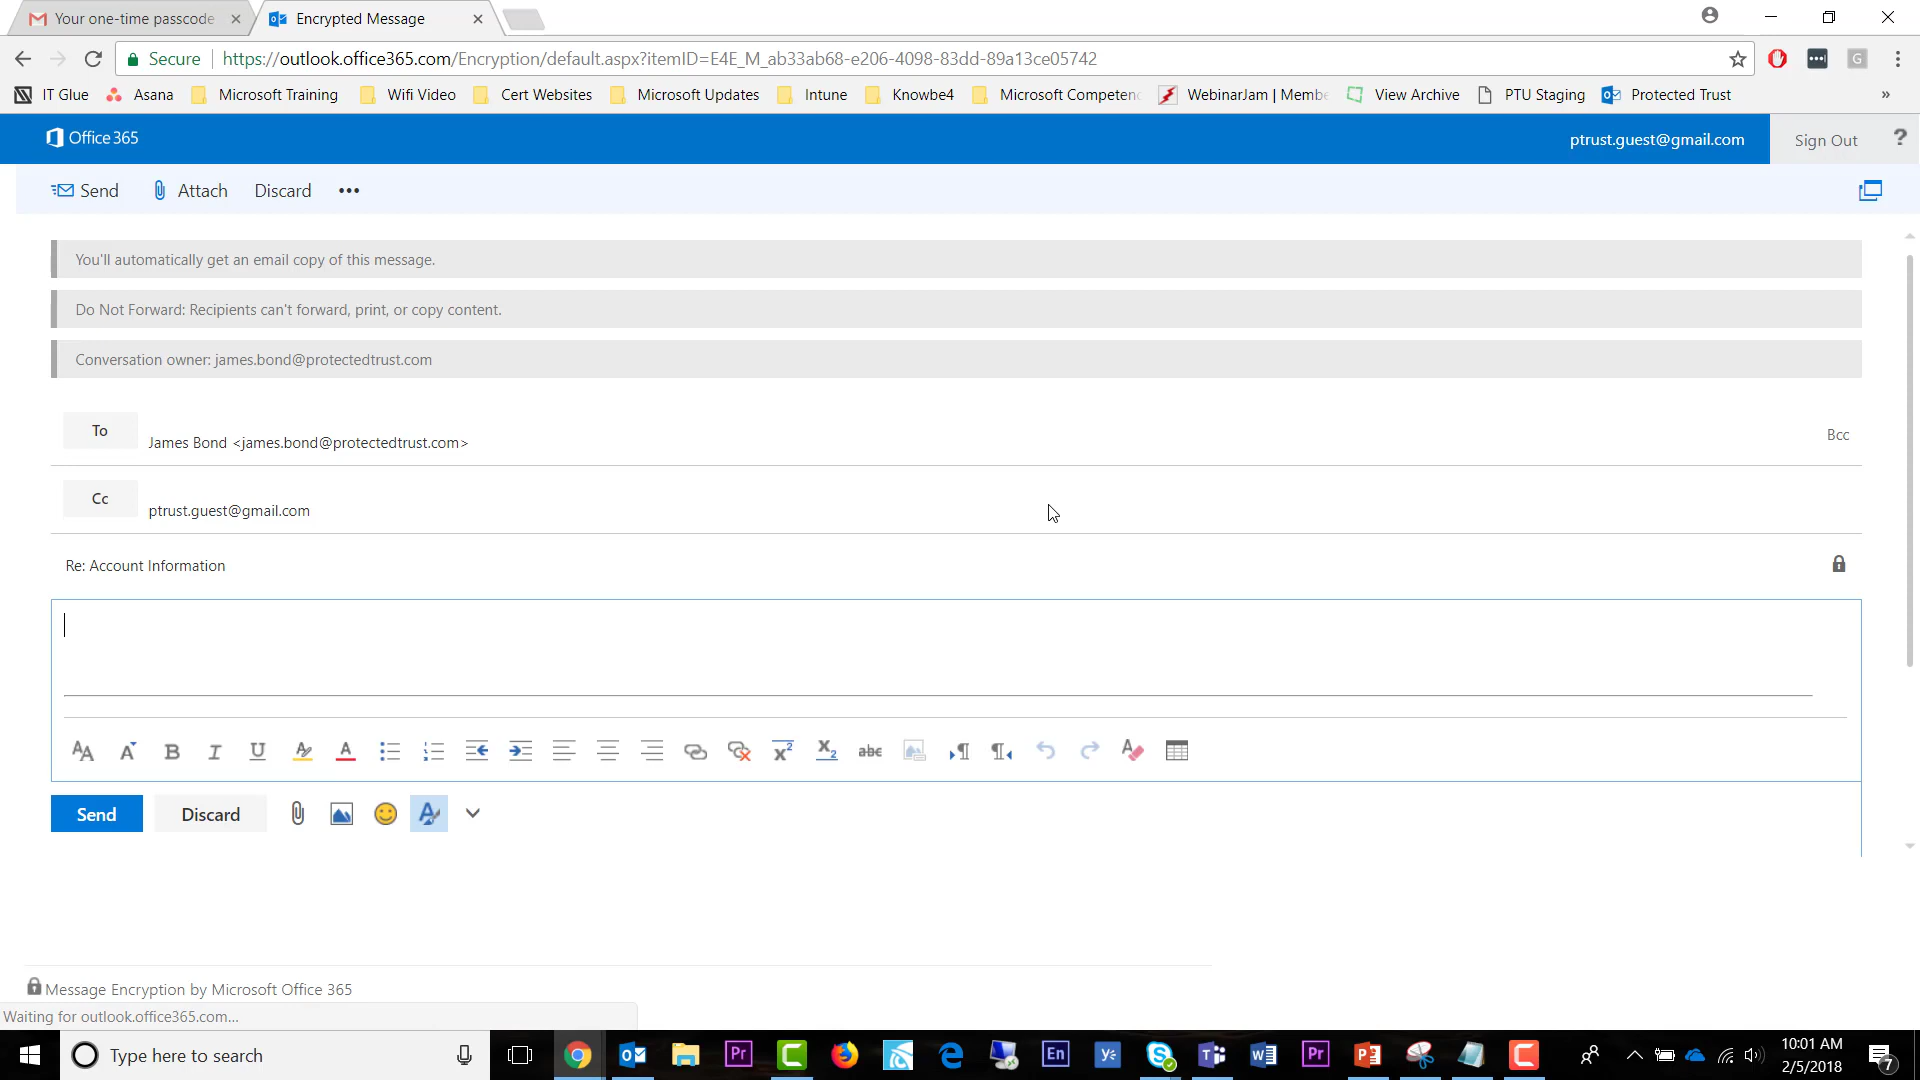 Your one-time passcode
Encrypted Message
Secure
https://outlook.office365.com/Encryption/default.aspx?itemID=E4E_M_ab33ab68-e206-4098-83dd-89a13ce05742
IT Glue Asana Microsoft Training Wifi Video Cert Websites Microsoft Updates Intune Knowbe4 Microsoft Competen WebinarJam | Membe View Archive PTU Staging Protected Trust »
Office 365
ptrust.guest@gmail.com
Sign Out
?
Send Attach Discard •••
You'll automatically get an email copy of this message.
Do Not Forward: Recipients can't forward, print, or copy content.
Conversation owner: james.bond@protectedtrust.com
To James Bond <james.bond@protectedtrust.com> Bcc
Cc ptrust.guest@gmail.com
Re: Account Information
Send Discard
Message Encryption by Microsoft Office 365
Waiting for outlook.office365.com...
Type here to search
10:01 AM
2/5/2018
7